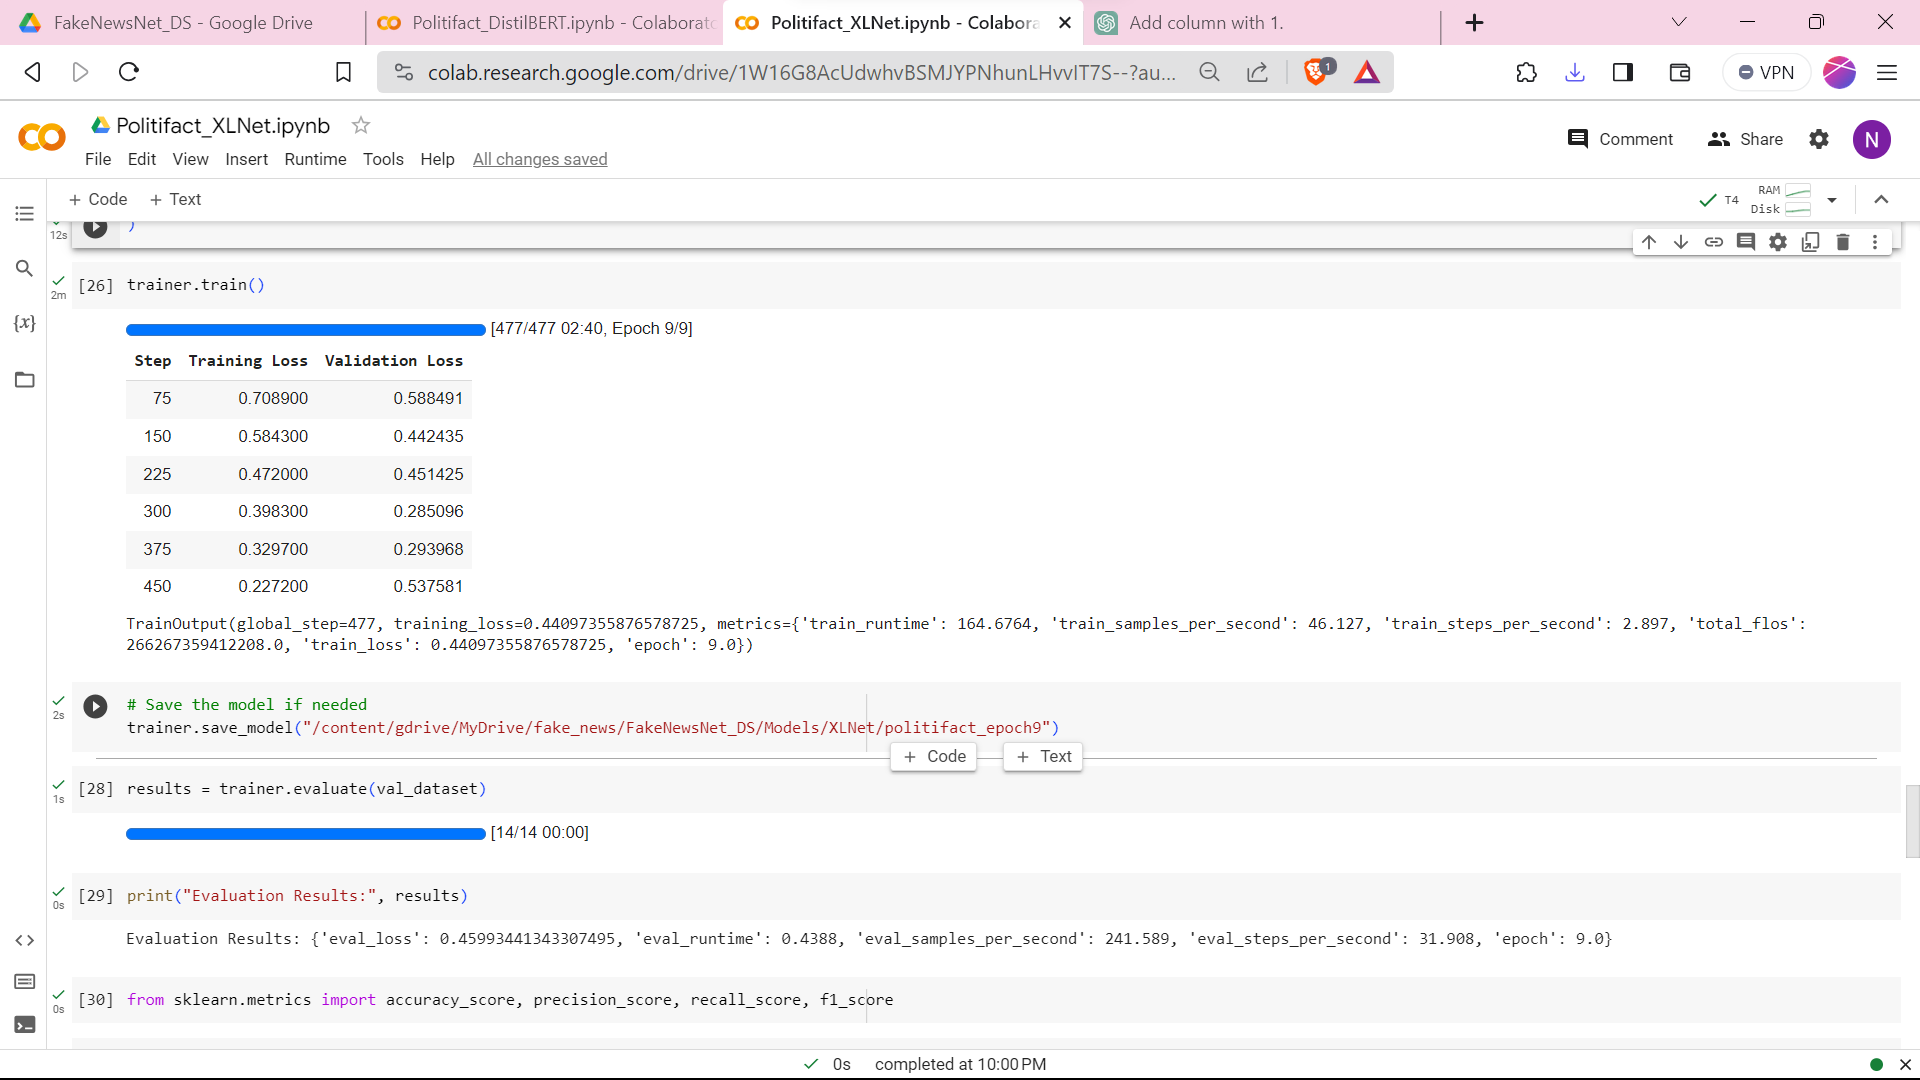 FakeNewsNet_DS - Google Drive
Politifact_DistilBERT.ipynb - Colaborato
Politifact_XLNet.ipynb - Colabora
Add column with 1.
colab.research.google.com/drive/1W16G8AcUdwhvBSMJYPNhunLHvvIT7S--?au...
1
VPN
Politifact_XLNet.ipynb
Comment
Share
N
File Edit View Insert Runtime Tools Help All changes saved
+ Code + Text
T4
RAM
Disk
12s
)
{x}
2m
[26] trainer.train()
[477/477 02:40, Epoch 9/9]
Step Training Loss Validation Loss
75 0.708900 0.588491
150 0.584300 0.442435
225 0.472000 0.451425
300 0.398300 0.285096
375 0.329700 0.293968
450 0.227200 0.537581
TrainOutput(global_step=477, training_loss=0.44097355876578725, metrics={'train_runtime': 164.6764, 'train_samples_per_second': 46.127, 'train_steps_per_second': 2.897, 'total_flos':
266267359412208.0, 'train_loss': 0.44097355876578725, 'epoch': 9.0})
2s
# Save the model if needed
trainer.save_model("/content/gdrive/MyDrive/fake_news/FakeNewsNet_DS/Models/XLNet/politifact_epoch9")
+ Code + Text
1s
[28] results = trainer.evaluate(val_dataset)
[14/14 00:00]
0s
[29] print("Evaluation Results:", results)
Evaluation Results: {'eval_loss': 0.45993441343307495, 'eval_runtime': 0.4388, 'eval_samples_per_second': 241.589, 'eval_steps_per_second': 31.908, 'epoch': 9.0}
0s
[30] from sklearn.metrics import accuracy_score, precision_score, recall_score, f1_score
0s completed at 10:00 PM